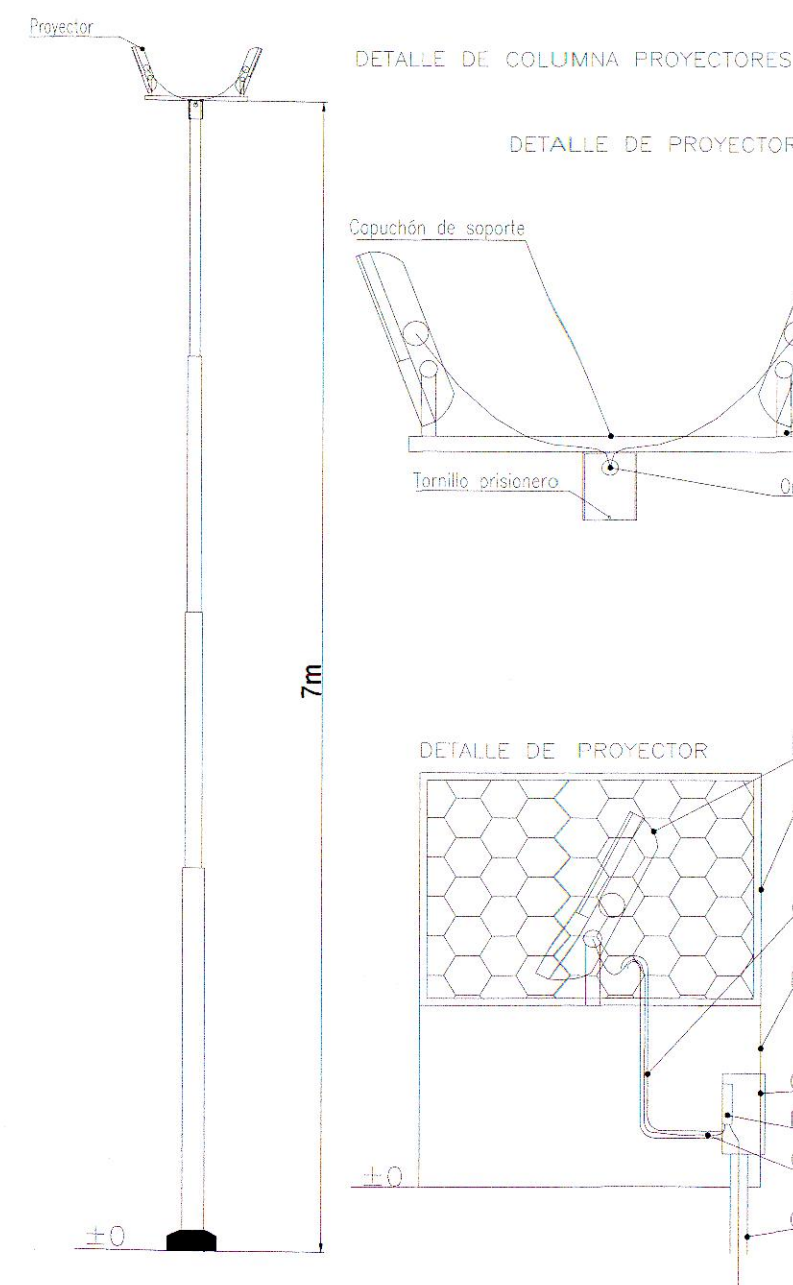 Proyector
DETALLE DE COLUMNA PROYECTORES
DETALLE DE PROYECTOR
Capuchón de soporte
Tornillo prisionero
7m
DETALLE DE PROYECTOR
±0
±0